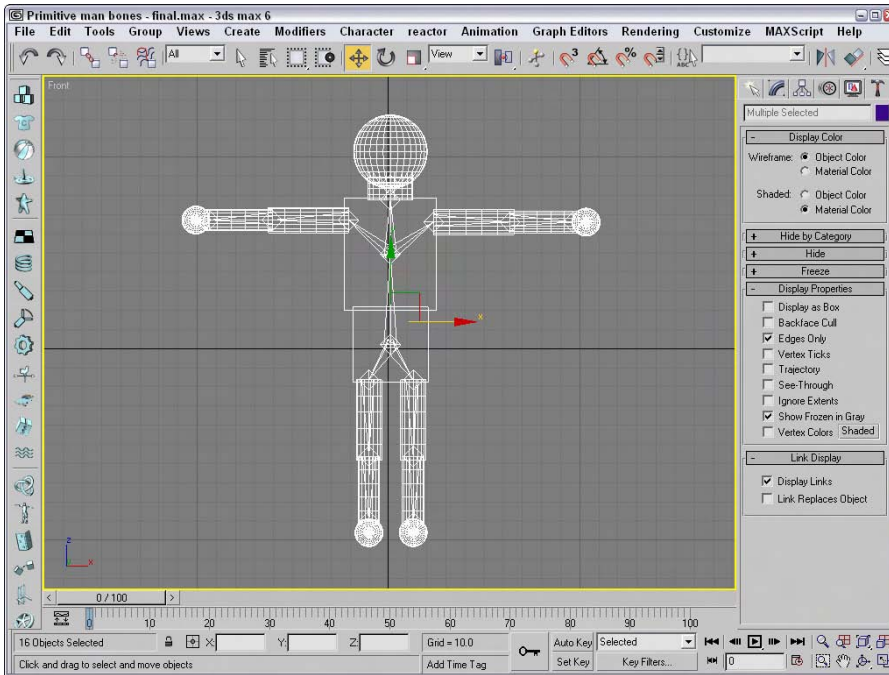 Primitive man bones - final.max - 3ds max 6
File Edit Tools Group Views Create Modifiers Character reactor Animation Graph Editors Rendering Customize MAXScript Help
All View 3 % {} ABC
Front
Multiple Selected
- Display Color
Wireframe: Object Color
Material Color
Shaded: Object Color
Material Color
+ Hide by Category
+ Hide
+ Freeze
- Display Properties
Display as Box
Backface Cull
Edges Only
Vertex Ticks
Trajectory
See-Through
Ignore Extents
Show Frozen in Gray
Vertex Colors Shaded
- Link Display
Display Links
Link Replaces Object
x
z
x
< 0 / 100 >
0 10 20 30 40 50 60 70 80 90 100
16 Objects Selected X: Y: Z: Grid = 10.0 Auto Key Selected
Click and drag to select and move objects Add Time Tag Set Key Key Filters... 0